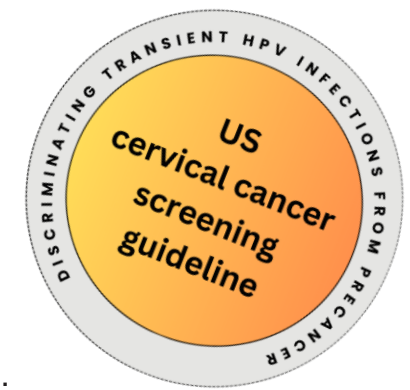 DISCRIMINATING TRANSIENT HPV INFECTIONS FROM PRECANCER
US
cervical cancer
screening
guideline
.